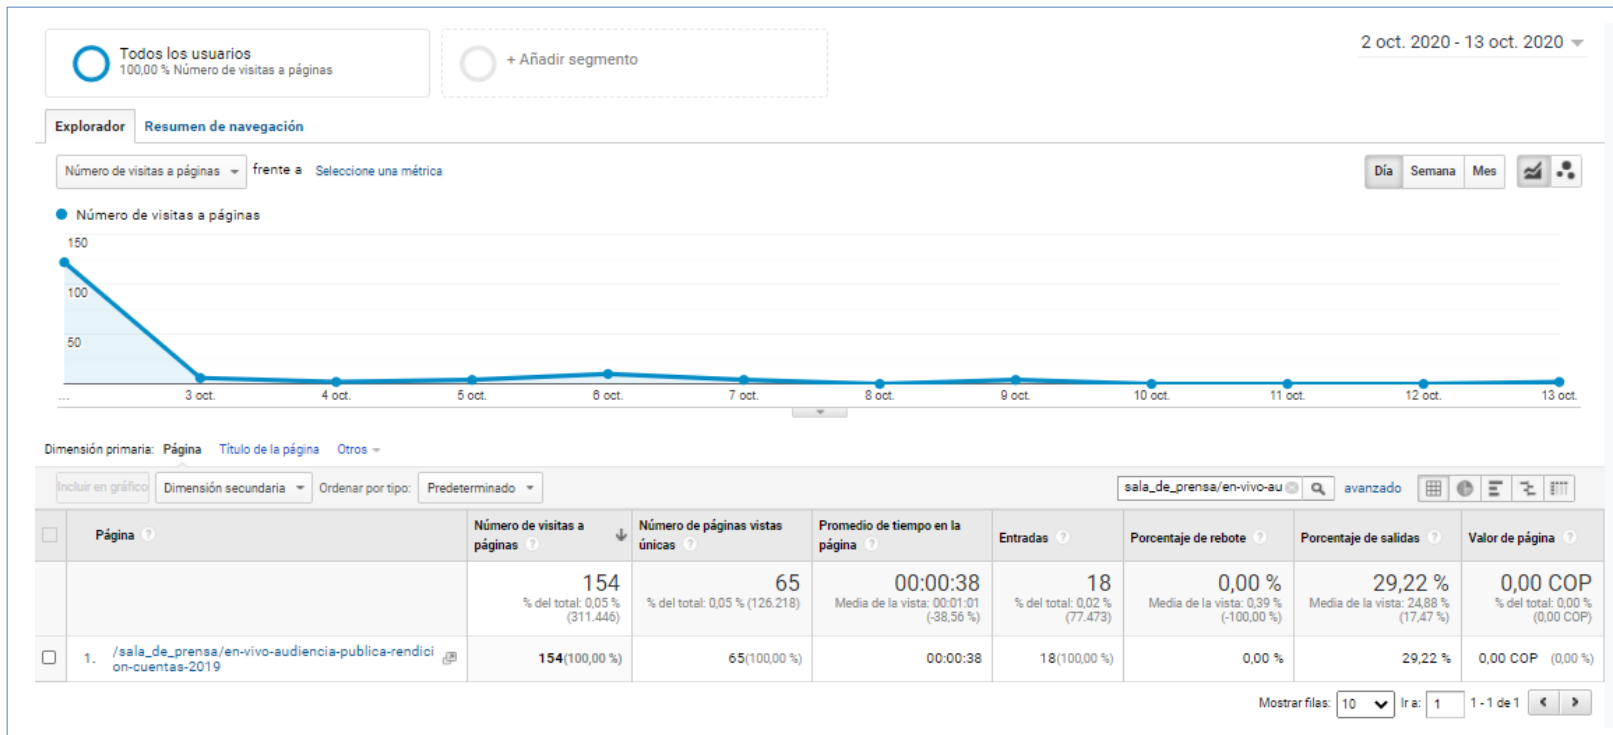 Todos los usuarios
100,00 % Número de visitas a páginas
+ Añadir segmento
2 oct. 2020 - 13 oct. 2020
Explorador Resumen de navegación
Número de visitas a páginas frente a Seleccione una métrica
Día Semana Mes
Número de visitas a páginas
150
100
50
... 3 oct. 4 oct. 5 oct. 6 oct. 7 oct. 8 oct. 9 oct. 10 oct. 11 oct. 12 oct. 13 oct.
Dimensión primaria: Página Título de la página Otros
Incluir en gráfico Dimensión secundaria Ordenar por tipo: Predeterminado sala_de_prensa/en-vivo-au avanzado
Página ? Número de visitas a páginas ? Número de páginas vistas únicas ? Promedio de tiempo en la página ? Entradas ? Porcentaje de rebote ? Porcentaje de salidas ? Valor de página ?
154 65 00:00:38 18 0,00 % 29,22 % 0,00 COP
% del total: 0,05 % (311.446) % del total: 0,05 % (126.218) Media de la vista: 00:01:01 (-38,56 %) % del total: 0,02 % (77.473) Media de la vista: 0,39 % (-100,00 %) Media de la vista: 24,88 % (17,47 %) % del total: 0,00 % (0,00 COP)
1. /sala_de_prensa/en-vivo-audiencia-publica-rendici
on-cuentas-2019
154(100,00 %) 65(100,00 %) 00:00:38 18(100,00 %) 0,00 % 29,22 % 0,00 COP (0,00 %)
Mostrar filas: 10 Ir a: 1 1 - 1 de 1